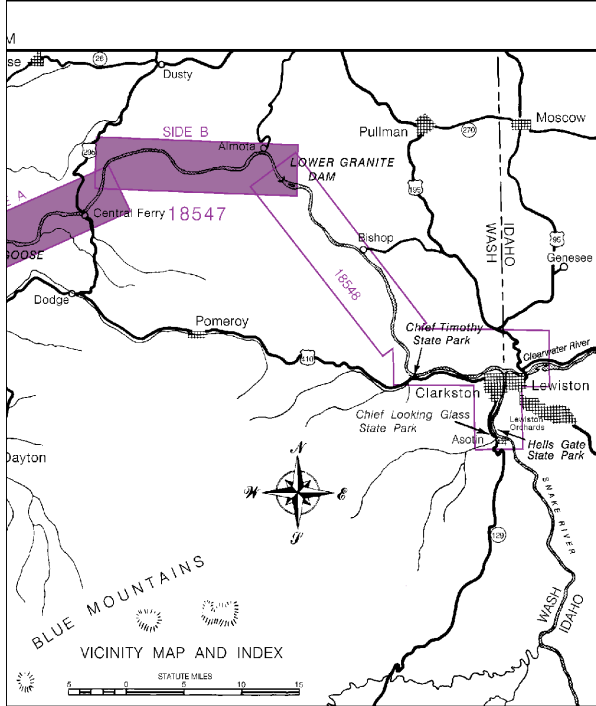 M
se
26
Dusty
SIDE B
Almota
Pullman
270
Moscow
295
LOWER GRANITE
DAM
195
E A
Central Ferry
18547
Bishop
IDAHO
WASH
95
GOOSE
Genesee
18548
Dodge
Pomeroy
Chief Timothy
State Park
410
Clearwater River
Clarkston
Lewiston
Chief Looking Glass
State Park
Lewiston
Orchards
Asotin
Hells Gate
State Park
Dayton
N
W
E
S
SNAKE RIVER
129
BLUE MOUNTAINS
WASH
IDAHO
VICINITY MAP AND INDEX
STATUTE MILES
5
0
5
10
15